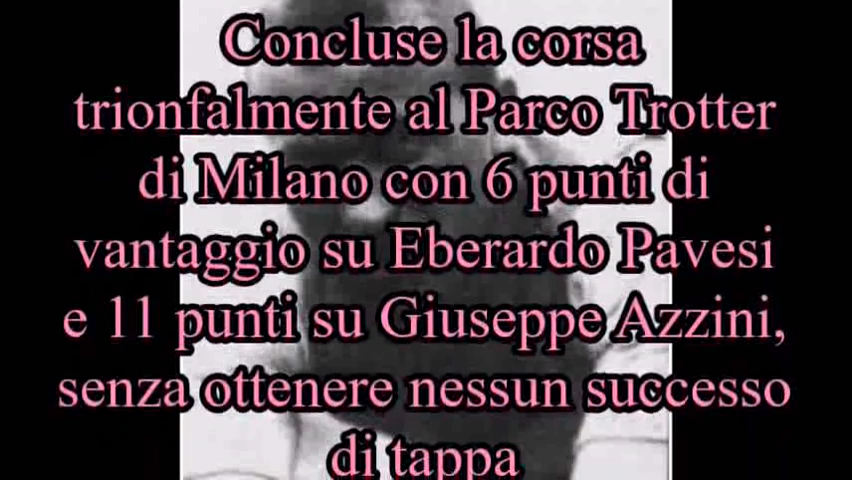 Concluse la corsa
trionfalmente al Parco Trotter
di Milano con 6 punti di
vantaggio su Eberardo Pavesi
e 11 punti su Giuseppe Azzini,
senza ottenere nessun successo
di tappa